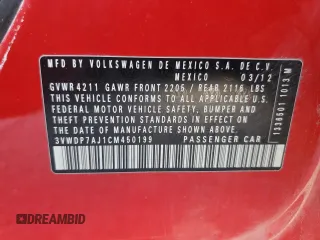 MFD BY VOLKSWAGEN DE MEXICO S.A. DE C.V.
MEXICO 03/12
GVWR 4211 GAWR FRONT 2205 / REAR 2116 LBS
THIS VEHICLE CONFORMS TO ALL APPLICABLE U.S.
FEDERAL MOTOR VEHICLE SAFETY, BUMPER AND
THEFT PREVENTION STANDARDS IN EFFECT ON THE
DATE OF MANUFACTURE SHOWN ABOVE.
3VWDP7AJ1CM450199 PASSENGER CAR
1336501 1013 M
DREAMBID